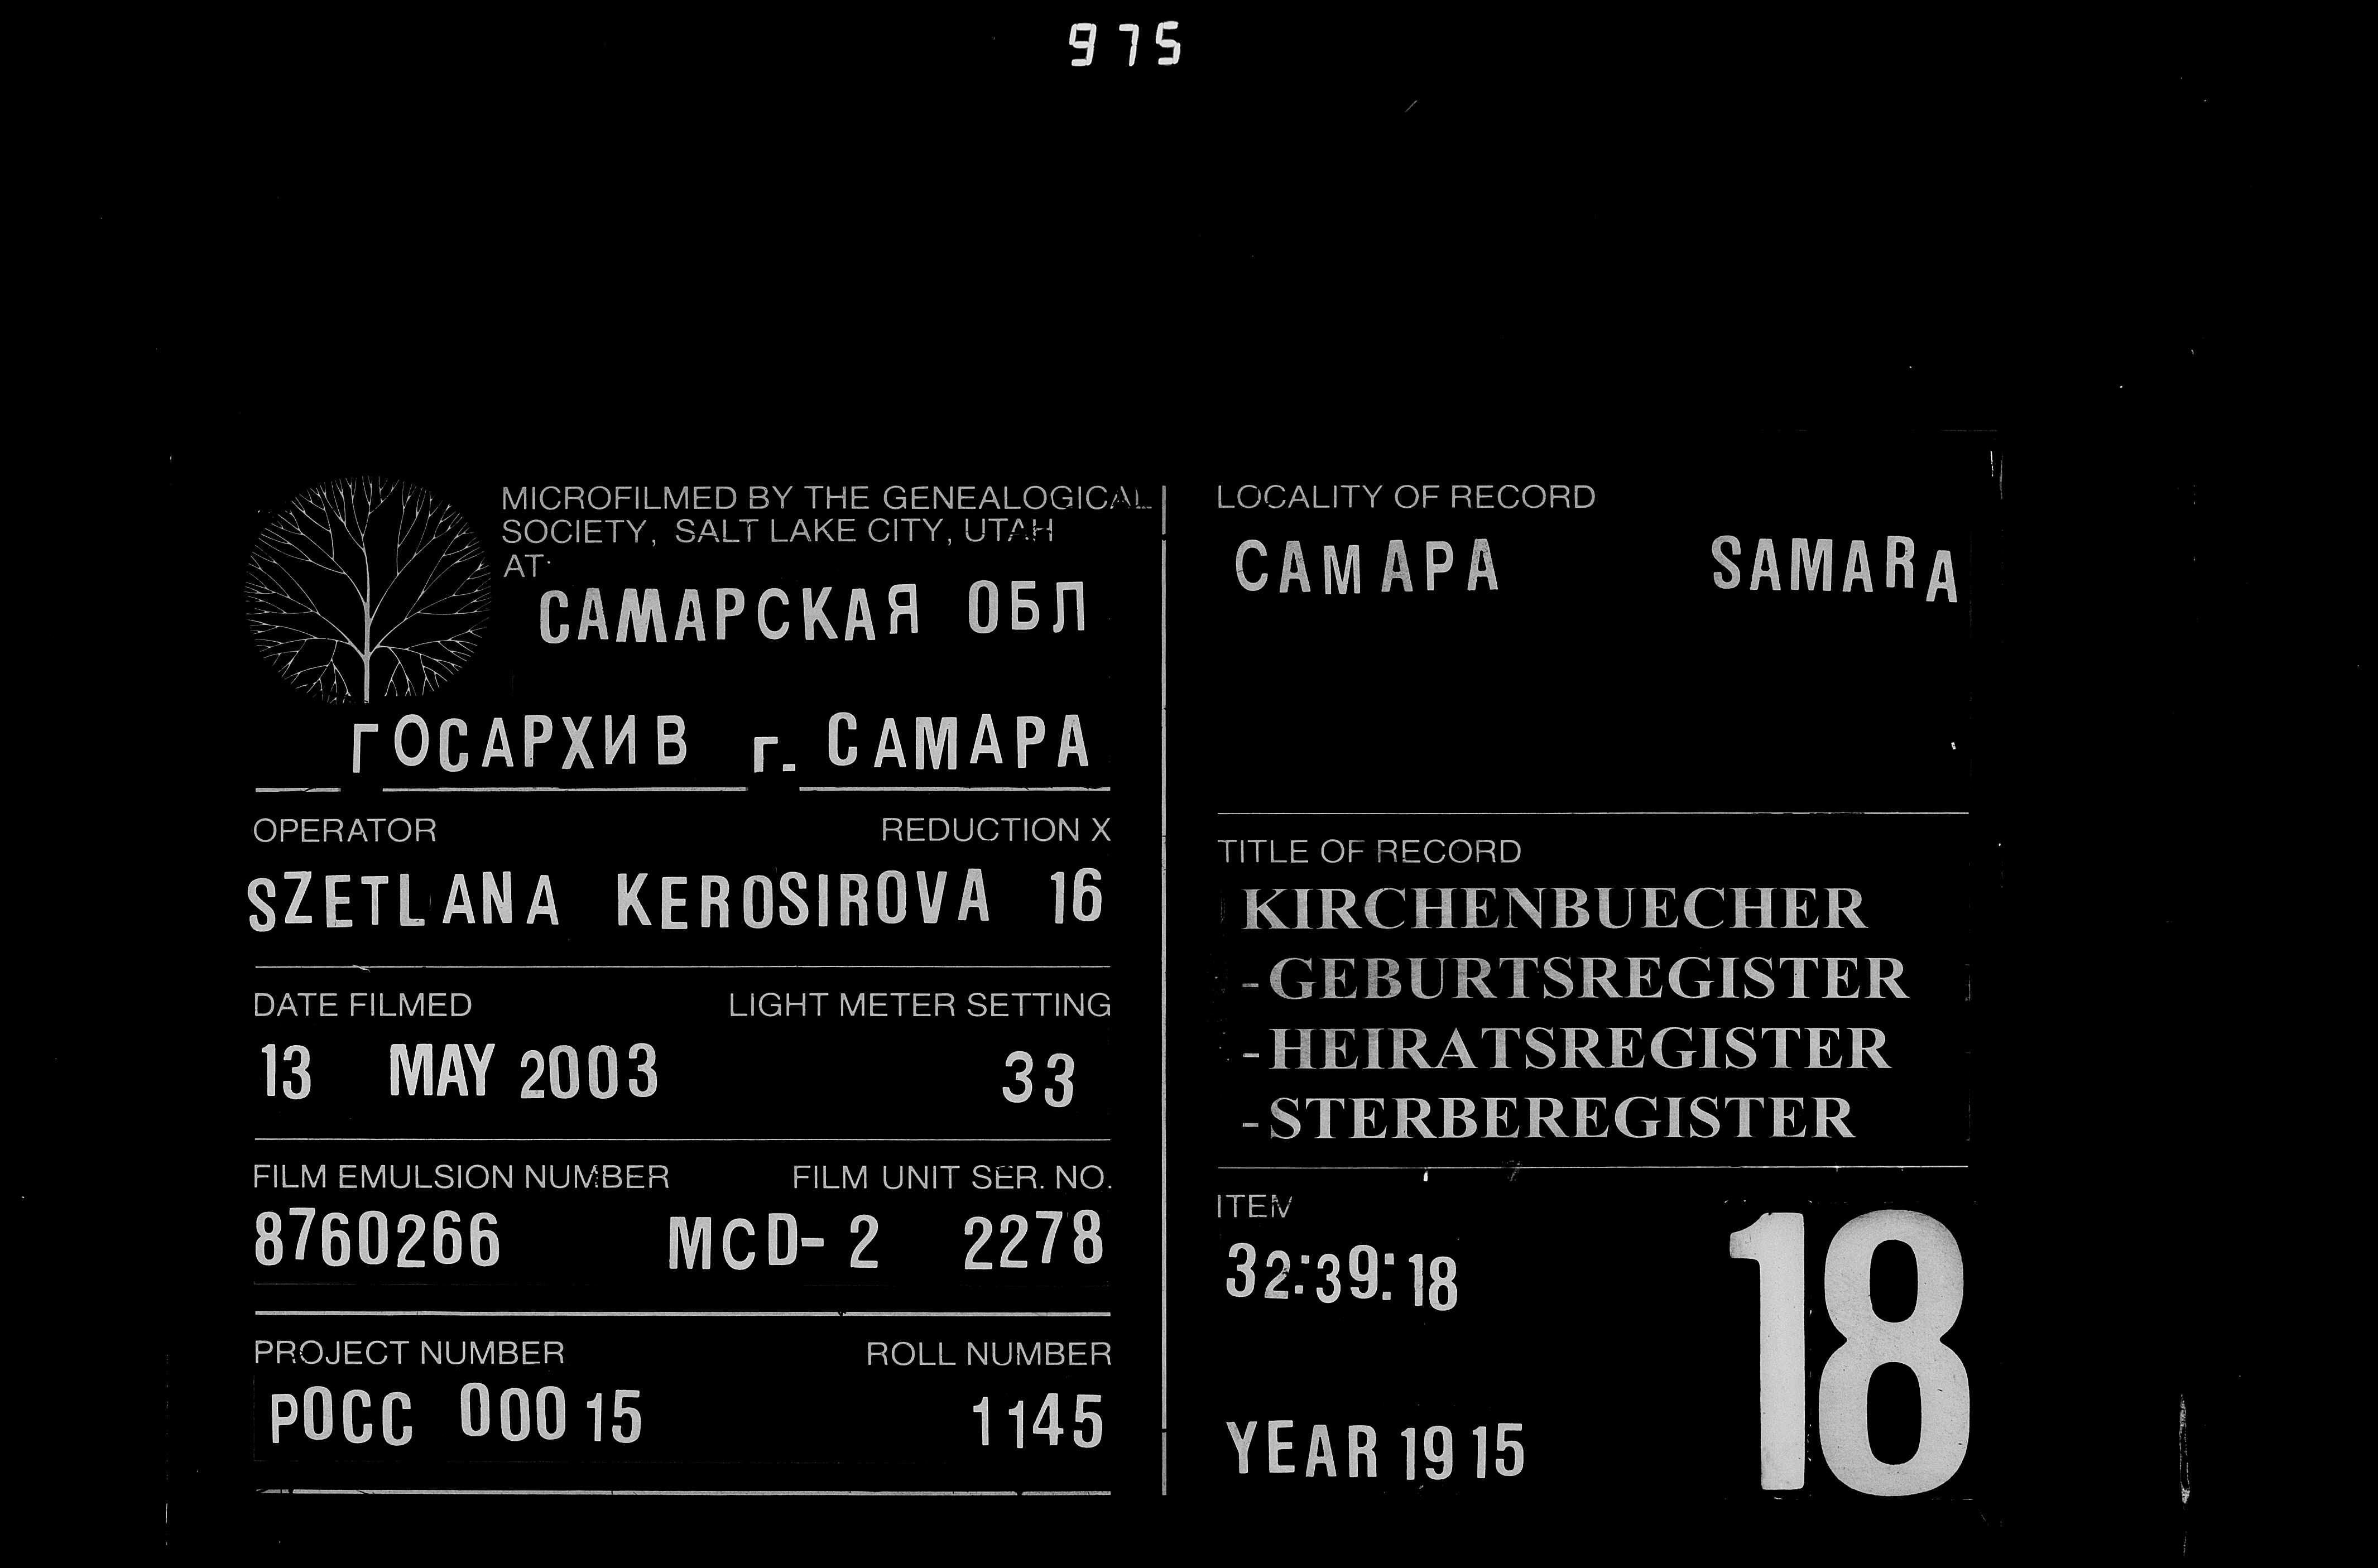 975
MICROFILMED BY THE GENEALOGICAL
SOCIETY, SALT LAKE CITY, UTAH
AT:
САМАРСКАЯ ОБЛ
ГОСАРХИВ г. САМАРА
OPERATOR REDUCTION X
SZETLANA KEROSIROVA 16
DATE FILMED LIGHT METER SETTING
13 MAY 2003 33
FILM EMULSION NUMBER FILM UNIT SER. NO.
8760266 MCD-2 2278
PROJECT NUMBER ROLL NUMBER
РОСС 00015 1145
LOCALITY OF RECORD
САМАРА SAMARA
TITLE OF RECORD
KIRCHENBUECHER
-GEBURTSREGISTER
-HEIRATSREGISTER
-STERBEREGISTER
ITEM
32:39:18
18
YEAR 1915